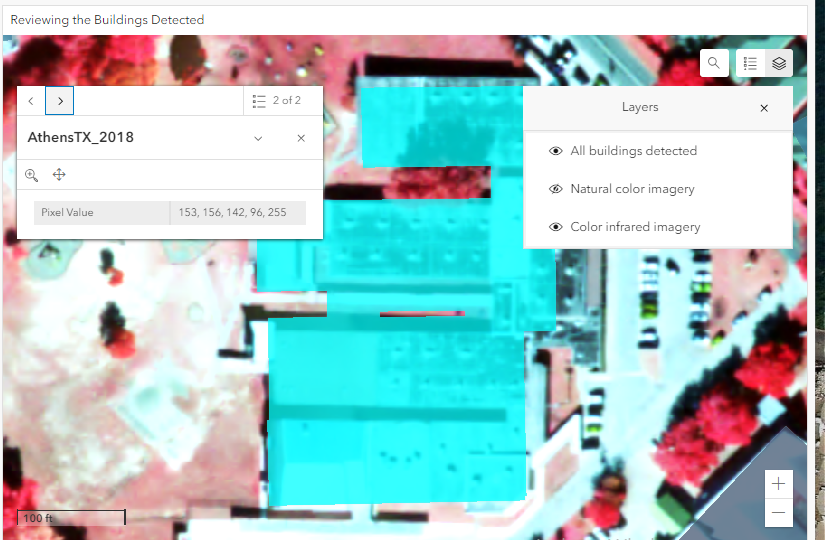 Reviewing the Buildings Detected
2 of 2
AthensTX_2018
Pixel Value 153, 156, 142, 96, 255
Layers
All buildings detected
Natural color imagery
Color infrared imagery
100 ft